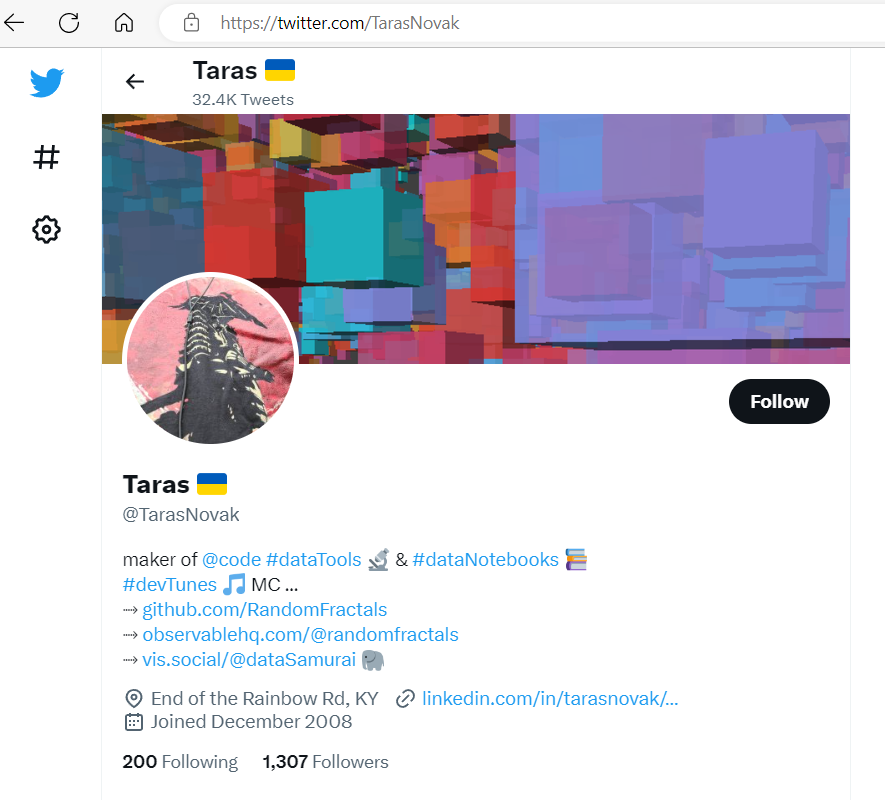 https://twitter.com/TarasNovak
Taras 🇺🇦
32.4K Tweets
Follow
Taras 🇺🇦
@TarasNovak
maker of @code #dataTools 🔬 & #dataNotebooks 📚
#devTunes 🎵 MC ...
⤑ github.com/RandomFractals
⤑ observablehq.com/@randomfractals
⤑ vis.social/@dataSamurai 🐘
End of the Rainbow Rd, KY linkedin.com/in/tarasnovak/...
Joined December 2008
200 Following 1,307 Followers